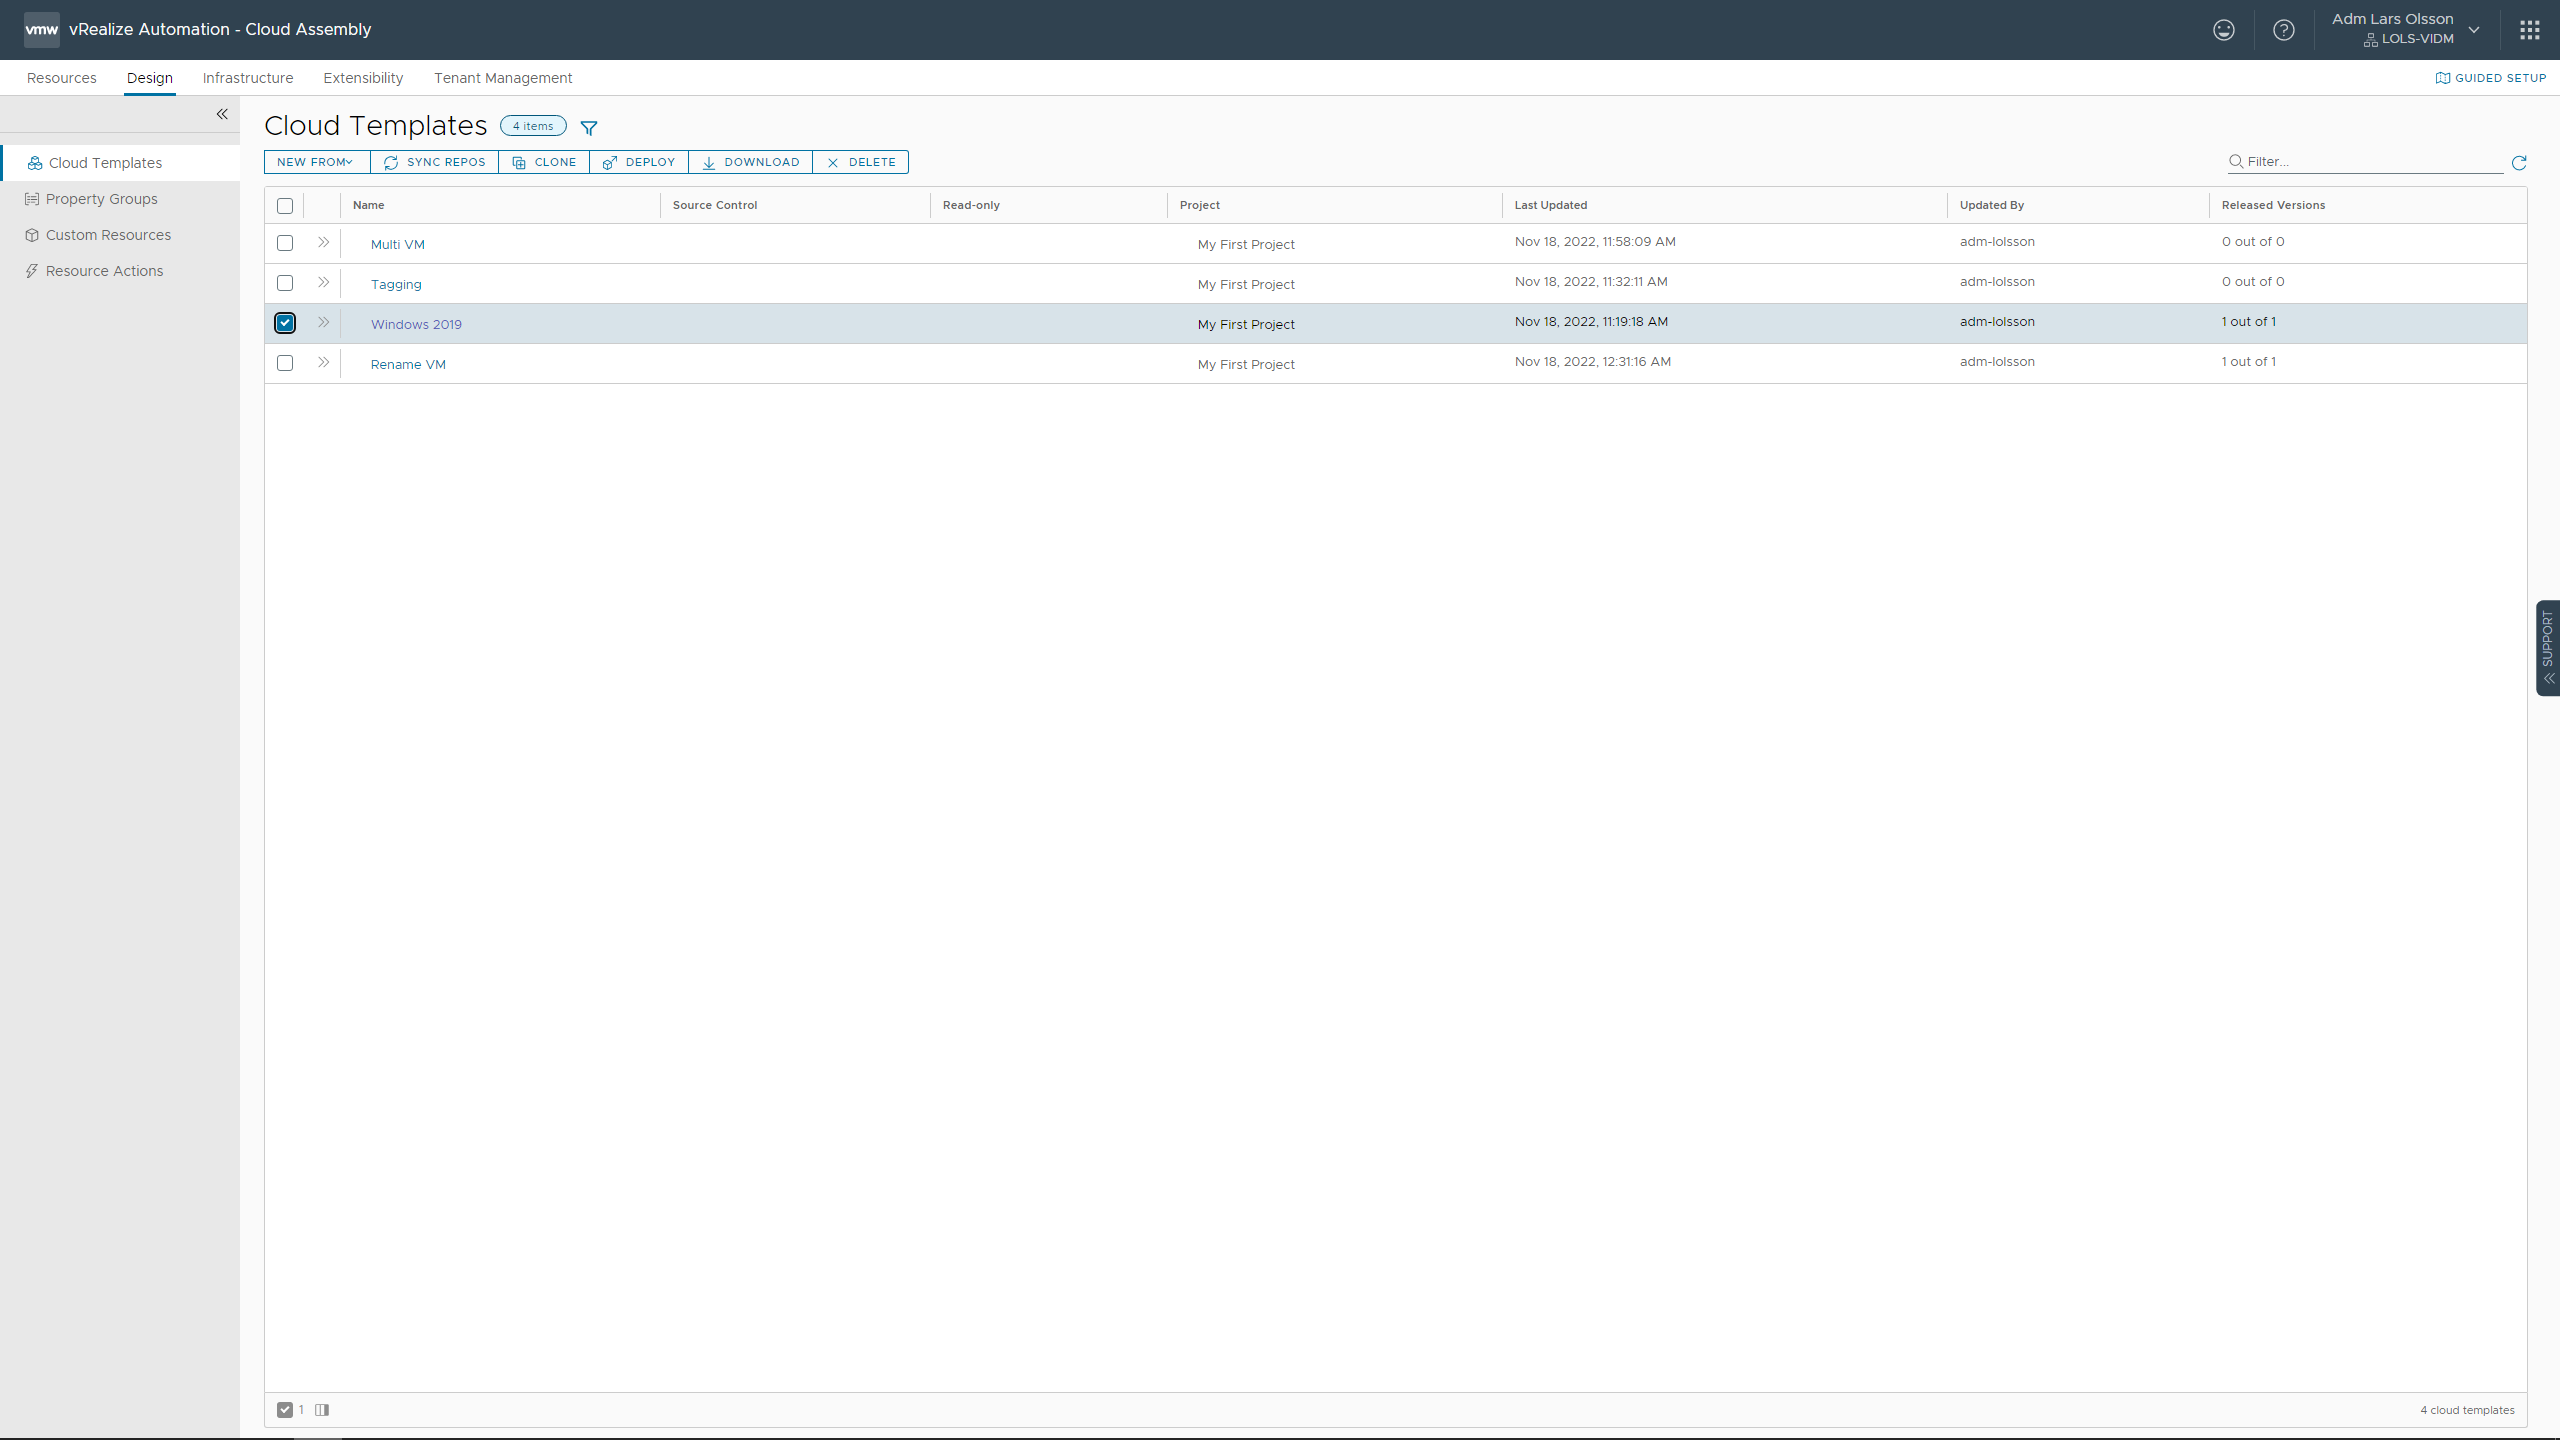 vmw vRealize Automation - Cloud Assembly
Adm Lars Olsson
LOLS-VIDM
Resources Design Infrastructure Extensibility Tenant Management
GUIDED SETUP
Cloud Templates
Property Groups
Custom Resources
Resource Actions
Cloud Templates 4 items
NEW FROM SYNC REPOS CLONE DEPLOY DOWNLOAD DELETE
Filter...
Name Source Control Read-only Project Last Updated Updated By Released Versions
Multi VM My First Project Nov 18, 2022, 11:58:09 AM adm-lolsson 0 out of 0
Tagging My First Project Nov 18, 2022, 11:32:11 AM adm-lolsson 0 out of 0
Windows 2019 My First Project Nov 18, 2022, 11:19:18 AM adm-lolsson 1 out of 1
Rename VM My First Project Nov 18, 2022, 12:31:16 AM adm-lolsson 1 out of 1
SUPPORT
1
4 cloud templates